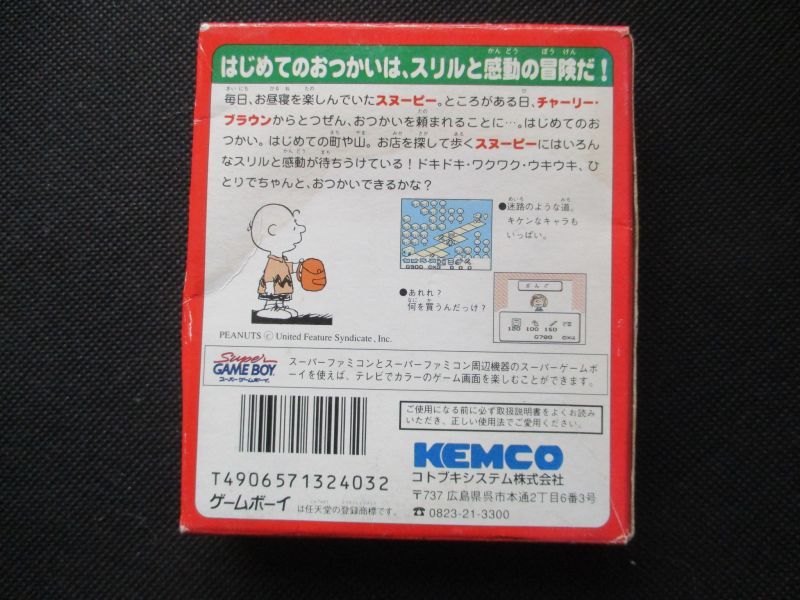 はじめてのおつかいは、スリルと感動の冒険だ!
毎日、お昼寝を楽しんでいたスヌーピー。ところがある日、チャーリー・
ブラウンからとつぜん、おつかいを頼まれることに…。はじめてのお
つかい。はじめての町や山。お店を探して歩くスヌーピーにはいろん
なスリルと感動が待ちうけている!ドキドキ・ワクワク・ウキウキ、ひ
とりでちゃんと、おつかいできるかな?
●迷路のような道。
キケンなキャラも
いっぱい。
●あれれ?
何を買うんだっけ?
PEANUTS © United Feature Syndicate, Inc.
Super
GAME BOY
スーパーゲームボーイ
スーパーファミコンとスーパーファミコン周辺機器のスーパーゲームボ
ーイを使えば、テレビでカラーのゲーム画面を楽しむことができます。
ご使用になる前に必ず取扱説明書をよくお読み
いただき、正しい使用法でご愛用ください。
T4906571324032
ゲームボーイ は任天堂の登録商標です。
KEMCO
コトブキシステム株式会社
〒737 広島県呉市本通2丁目6番3号
☎ 0823-21-3300